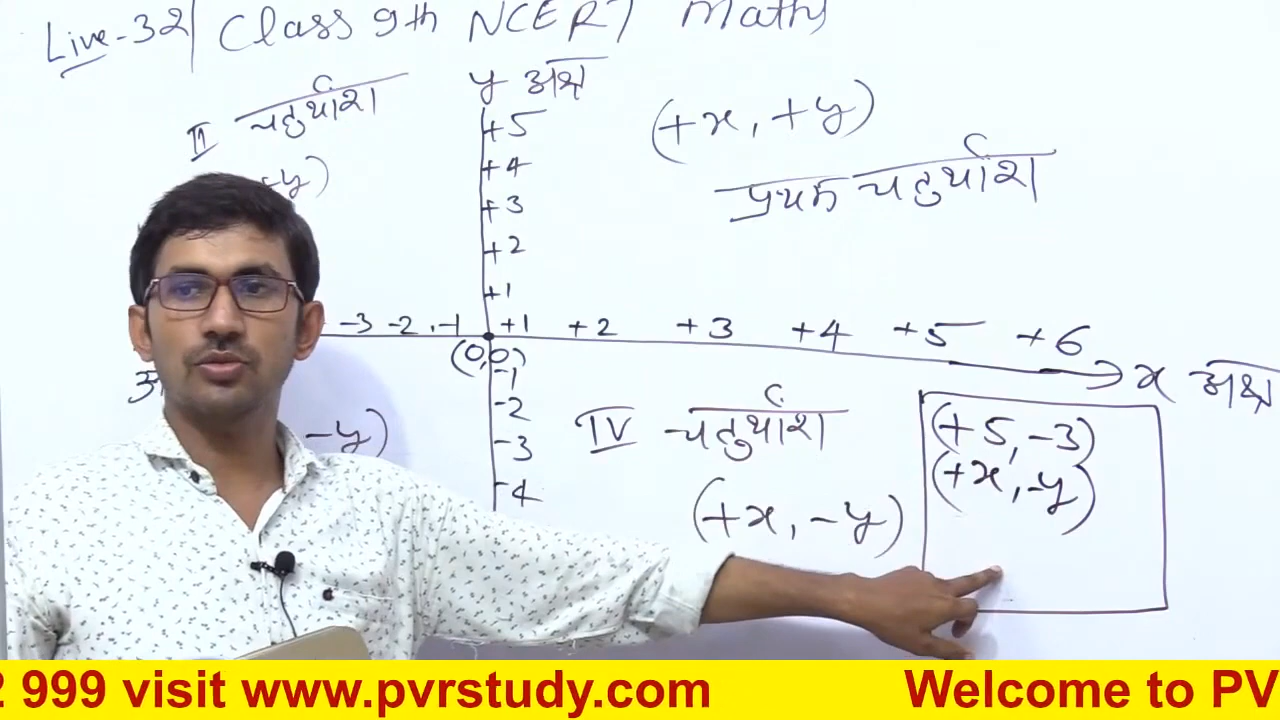 Live-32 | Class 9th NCERT Maths
y अक्ष
II चतुर्थांश
(+x, +y)
प्रथम चतुर्थांश
-y)
+5
+4
+3
+2
+1
-3 -2 -1 +1 +2 +3 +4 +5 +6
(0,0)
x अक्ष
-1
-2
-3
-4
-y)
IV चतुर्थांश
(+x, -y)
(+5, -3)
(+x, -y)
2 999 visit www.pvrstudy.com Welcome to PV